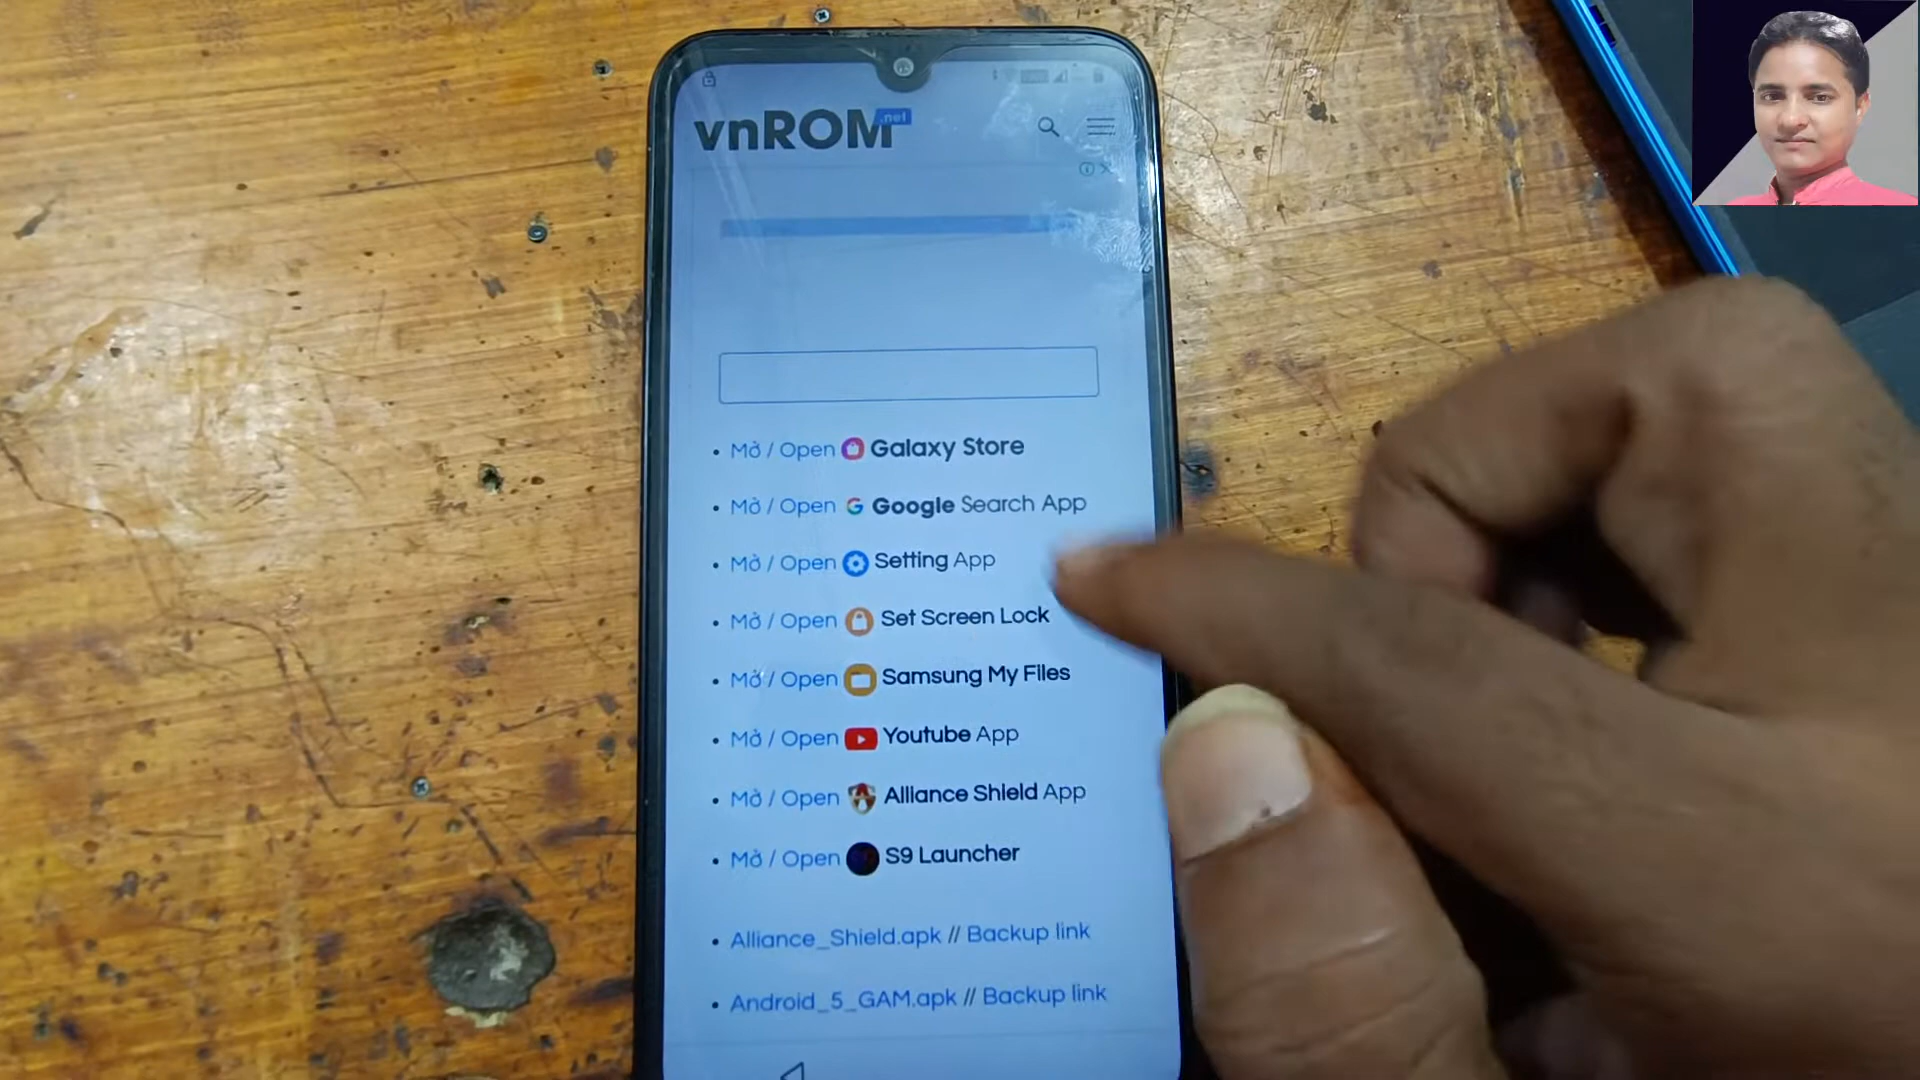 vnROM.net
Mở / Open Galaxy Store
Mở / Open Google Search App
Mở / Open Setting App
Mở / Open Set Screen Lock
Mở / Open Samsung My Files
Mở / Open Youtube App
Mở / Open Alliance Shield App
Mở / Open S9 Launcher
Alliance_Shield.apk // Backup link
Android_5_GAM.apk // Backup link